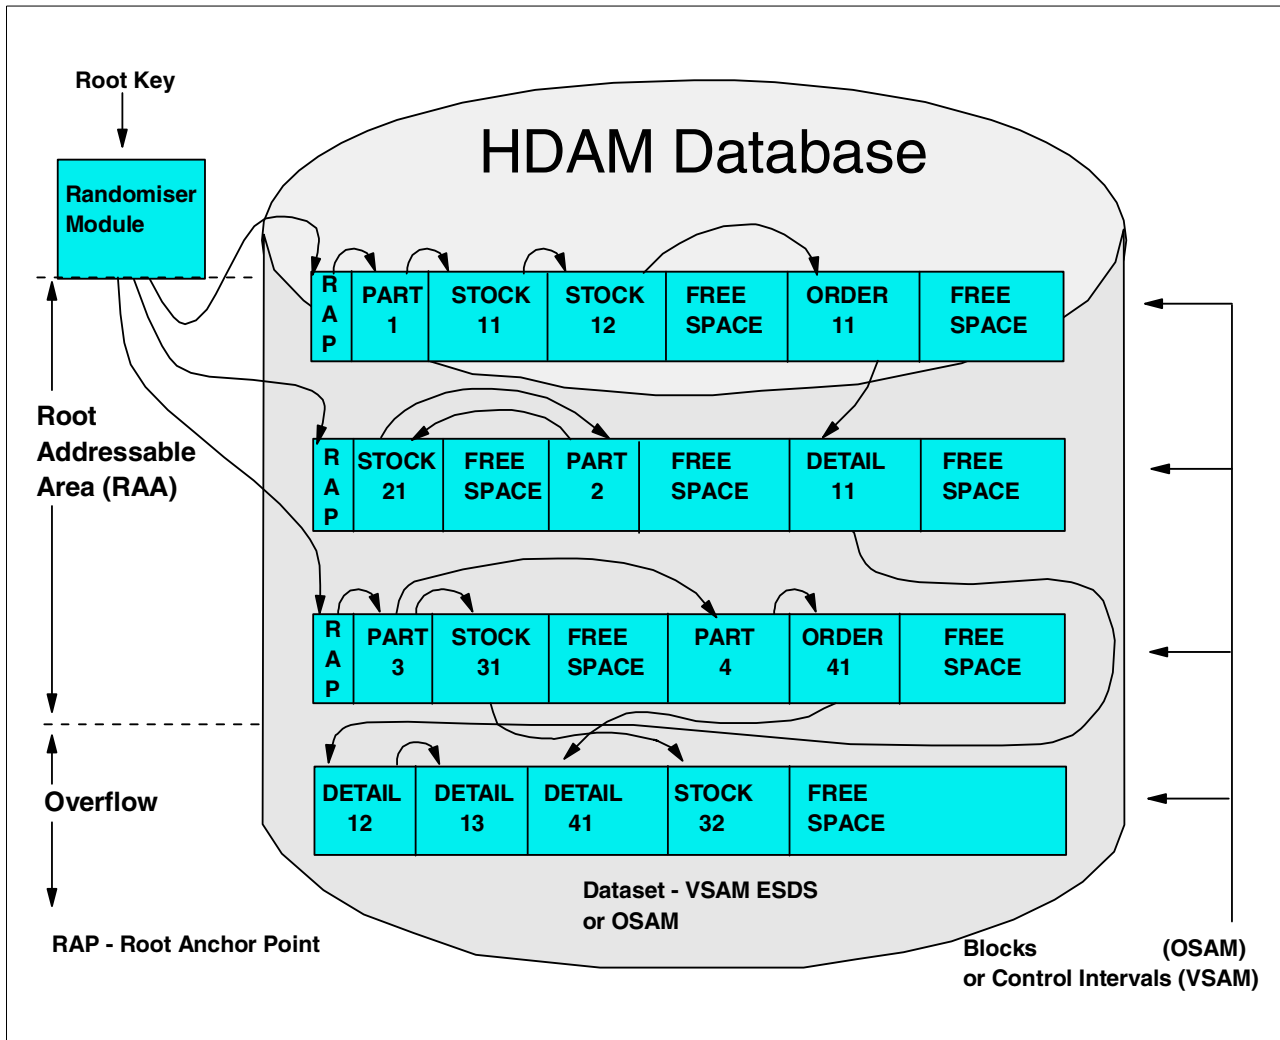 Root Key
HDAM Database
Randomiser
Module
R
A
P
PART
1
STOCK
11
STOCK
12
FREE
SPACE
ORDER
11
FREE
SPACE
Root
Addressable
Area (RAA)
R
A
P
STOCK
21
FREE
SPACE
PART
2
FREE
SPACE
DETAIL
11
FREE
SPACE
R
A
P
PART
3
STOCK
31
FREE
SPACE
PART
4
ORDER
41
FREE
SPACE
Overflow
DETAIL
12
DETAIL
13
DETAIL
41
STOCK
32
FREE
SPACE
Dataset - VSAM ESDS
or OSAM
RAP - Root Anchor Point
Blocks (OSAM)
or Control Intervals (VSAM)